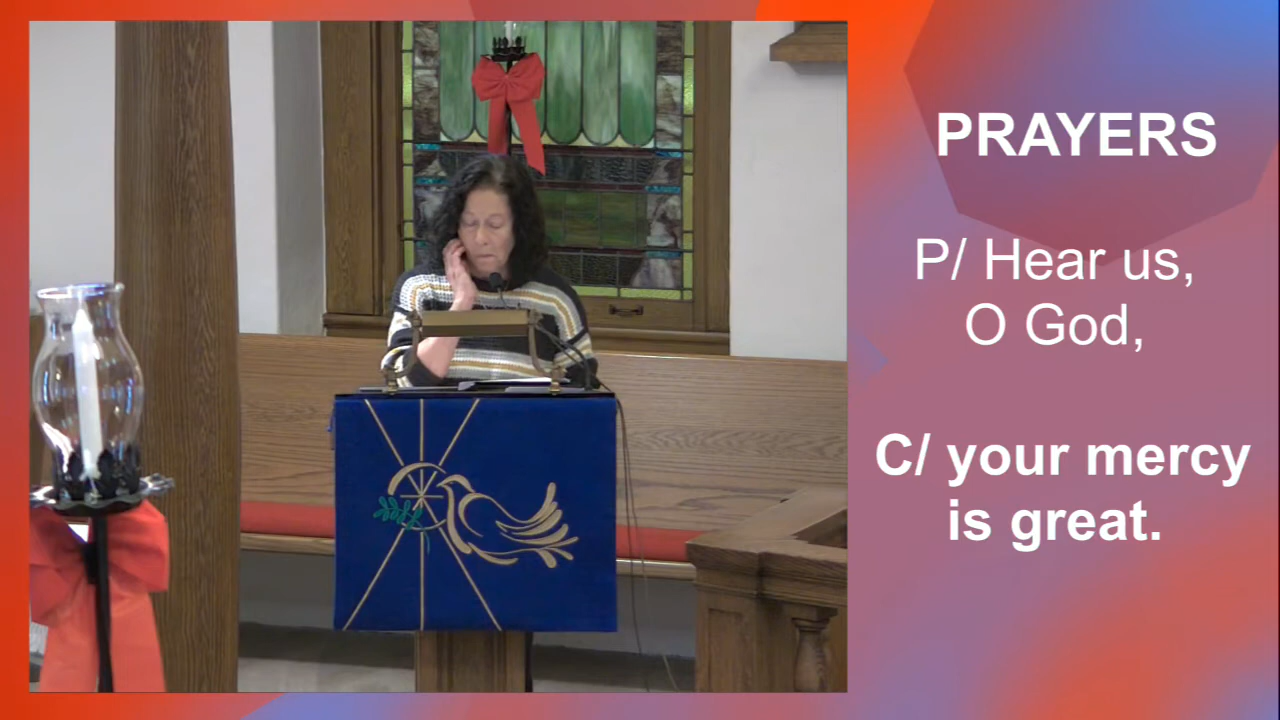 PRAYERS
P/ Hear us,
O God,
C/ your mercy
is great.